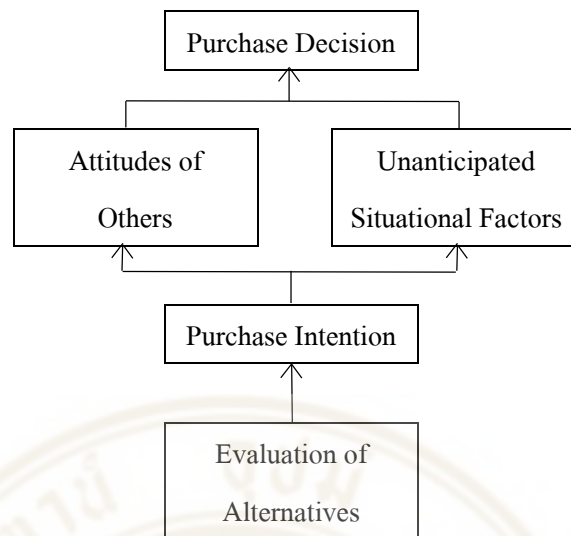 Purchase Decision
Attitudes of
Others
Unanticipated
Situational Factors
Purchase Intention
Evaluation of
Alternatives